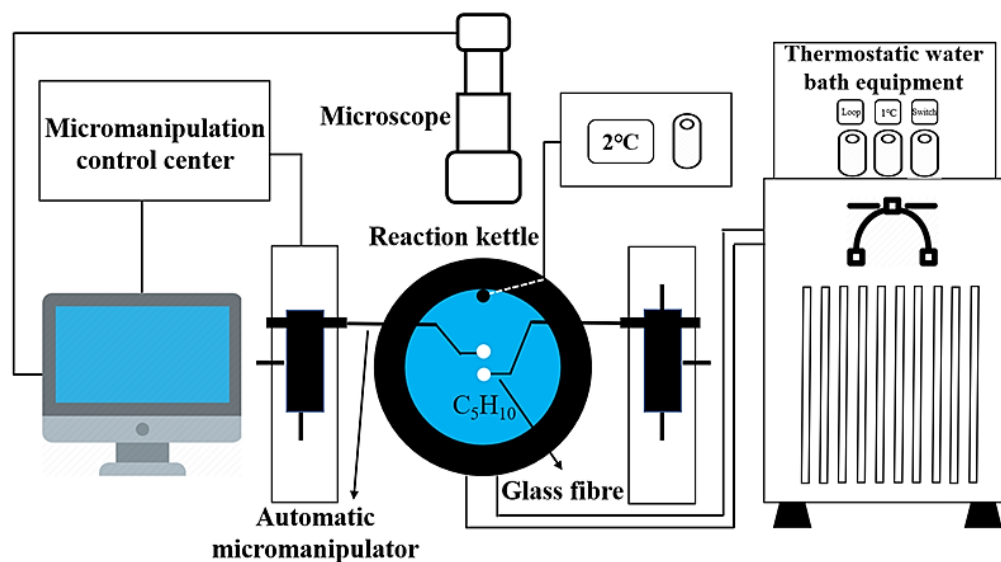 Thermostatic water
bath equipment
Loop 1°C Switch
Micromanipulation
control center
Microscope
2°C
Reaction kettle
C₅H₁₀
Glass fibre
Automatic
micromanipulator